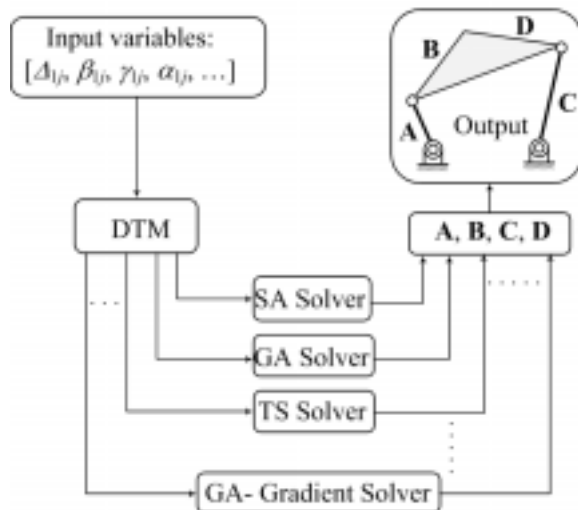 Input variables:
[Δ₁ⱼ, β₁ⱼ, γ₁ⱼ, α₁ⱼ, …]
B
D
A
C
Output
DTM
A, B, C, D
SA Solver
GA Solver
TS Solver
GA- Gradient Solver